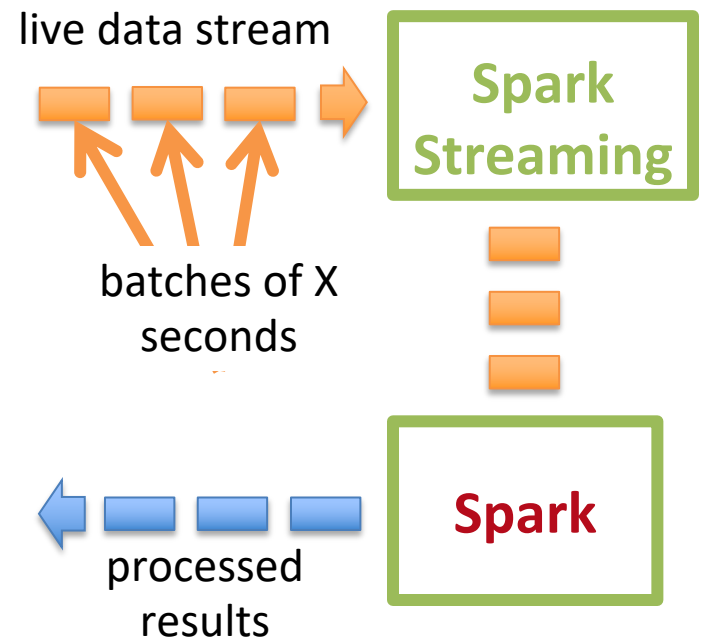 live data stream
Spark
Streaming
batches of X
seconds
Spark
processed
results